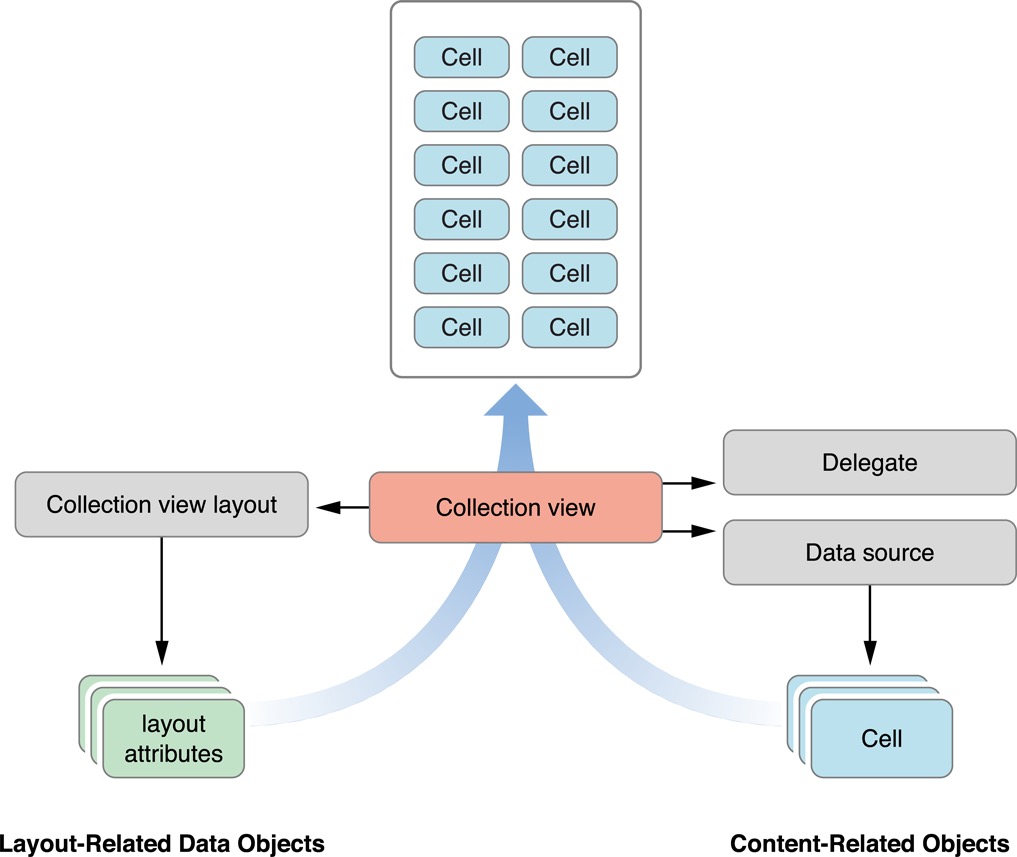 Cell Cell
Cell Cell
Cell Cell
Cell Cell
Cell Cell
Cell Cell
Delegate
Collection view layout
Collection view
Data source
layout
attributes
Cell
Layout-Related Data Objects
Content-Related Objects